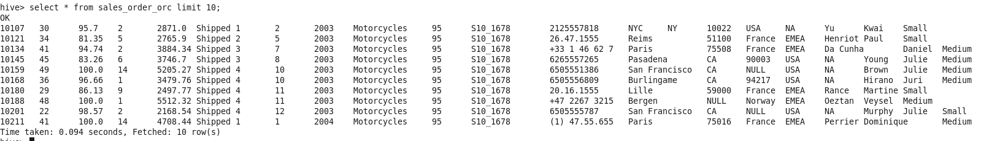 hive> select * from sales_order_orc limit 10;
OK
10107 30 95.7 2 2871.0 Shipped 1 2 2003 Motorcycles 95 S10_1678 2125557818 NYC NY 10022 USA NA Yu Kwai Small
10121 34 81.35 5 2765.9 Shipped 2 5 2003 Motorcycles 95 S10_1678 26.47.1555 Reims 51100 France EMEA Henriot Paul Small
10134 41 94.74 2 3884.34 Shipped 3 7 2003 Motorcycles 95 S10_1678 +33 1 46 62 7 Paris 75508 France EMEA Da Cunha Daniel Medium
10145 45 83.26 6 3746.7 Shipped 3 8 2003 Motorcycles 95 S10_1678 6265557265 Pasadena CA 90003 USA NA Young Julie Medium
10159 49 100.0 14 5205.27 Shipped 4 10 2003 Motorcycles 95 S10_1678 6505551386 San Francisco CA NULL USA NA Brown Julie Medium
10168 36 96.66 1 3479.76 Shipped 4 10 2003 Motorcycles 95 S10_1678 6505556809 Burlingame CA 94217 USA NA Hirano Juri Medium
10180 29 86.13 9 2497.77 Shipped 4 11 2003 Motorcycles 95 S10_1678 20.16.1555 Lille 59000 France EMEA Rance Martine Small
10188 48 100.0 1 5512.32 Shipped 4 11 2003 Motorcycles 95 S10_1678 +47 2267 3215 Bergen NULL Norway EMEA Oeztan Veysel Medium
10201 22 98.57 2 2168.54 Shipped 4 12 2003 Motorcycles 95 S10_1678 6505555787 San Francisco CA NULL USA NA Murphy Julie Small
10211 41 100.0 14 4708.44 Shipped 1 1 2004 Motorcycles 95 S10_1678 (1) 47.55.655 Paris 75016 France EMEA Perrier Dominique Medium
Time taken: 0.094 seconds, Fetched: 10 row(s)
hive>